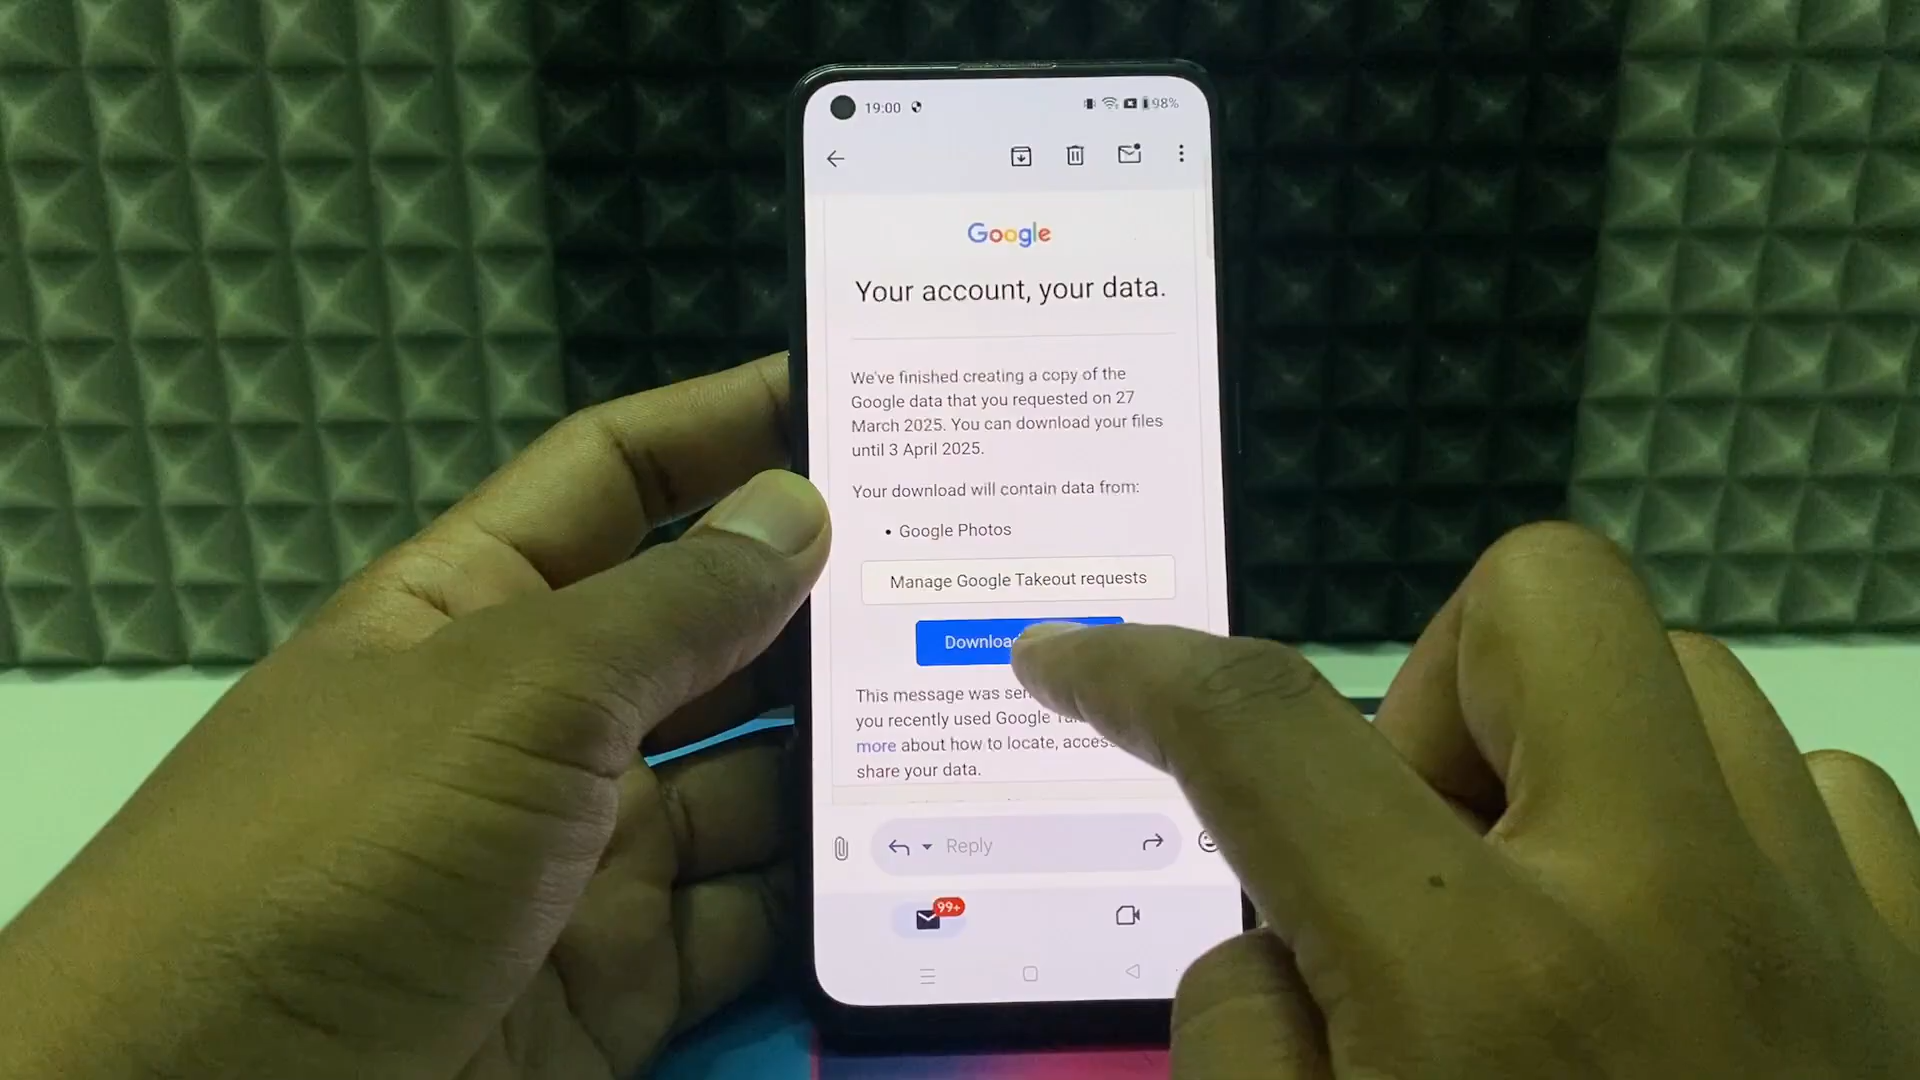 19:00
98%
Google
Your account, your data.
We've finished creating a copy of the
Google data that you requested on 27
March 2025. You can download your files
until 3 April 2025.
Your download will contain data from:
• Google Photos
Manage Google Takeout requests
This message was
you recently used Google
more about how to locate,
share your data.
Reply
99+